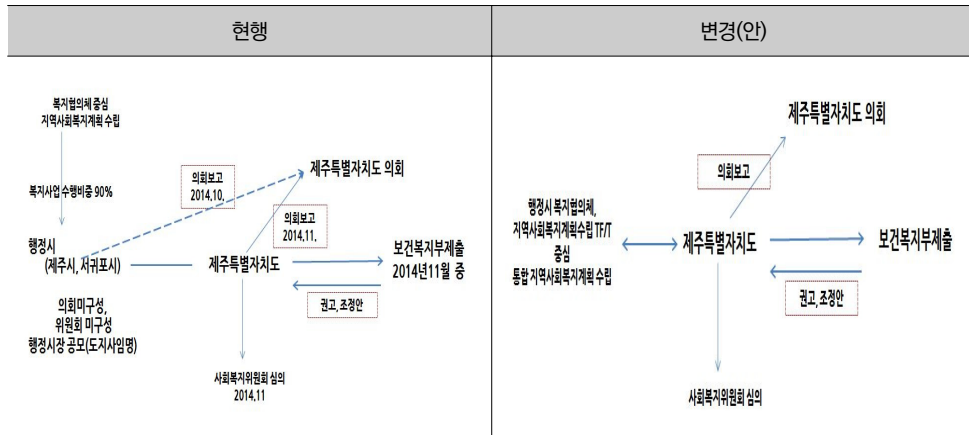 현행
변경(안)
복지협의체 중심
지역사회복지계획 수립
복지사업 수행비중 90%
행정시
(제주시, 서귀포시)
의회미구성,
위원회 미구성
행정시장 공모(도지사임명)
의회보고
2014.10.
의회보고
2014.11.
제주특별자치도 의회
제주특별자치도
보건복지부제출
2014년11월 중
권고, 조정안
사회복지위원회 심의
2014.11
제주특별자치도 의회
의회보고
행정시 복지협의체,
지역사회복지계획수립 TF/T
중심
통합 지역사회복지계획 수립
제주특별자치도
보건복지부제출
권고, 조정안
사회복지위원회 심의